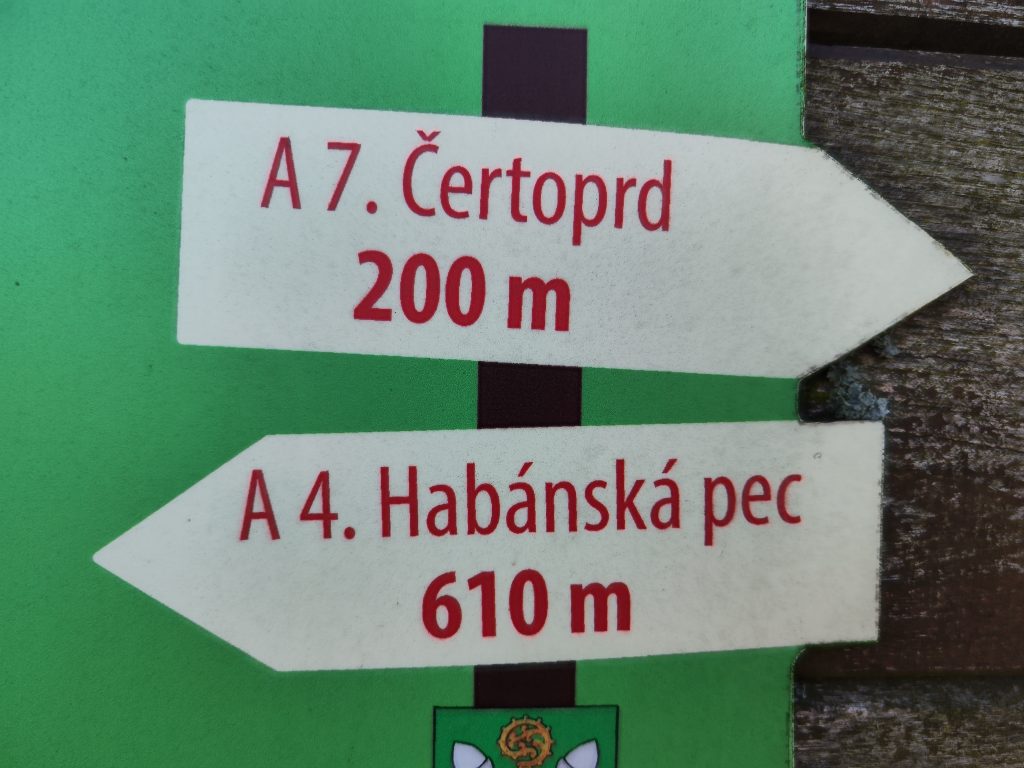 A 7. Čertoprd
200 m
A 4. Habánská pec
610 m